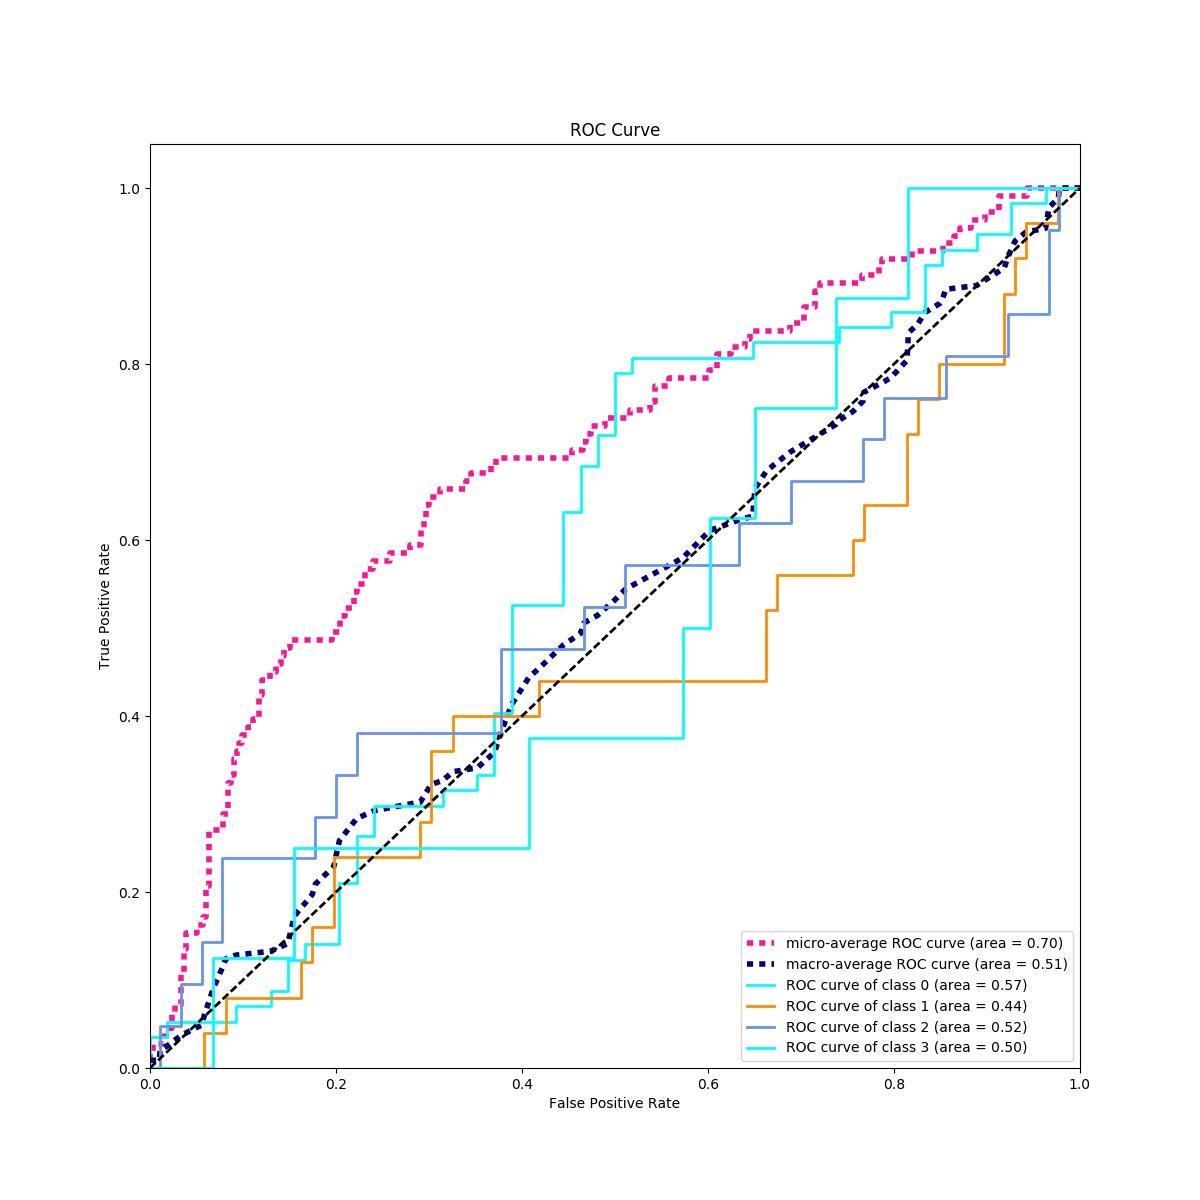 ROC Curve
1.0
0.8
0.6
0.4
0.2
0.0
True Positive Rate
0.0 0.2 0.4 0.6 0.8 1.0
False Positive Rate
micro-average ROC curve (area = 0.70)
macro-average ROC curve (area = 0.51)
ROC curve of class 0 (area = 0.57)
ROC curve of class 1 (area = 0.44)
ROC curve of class 2 (area = 0.52)
ROC curve of class 3 (area = 0.50)